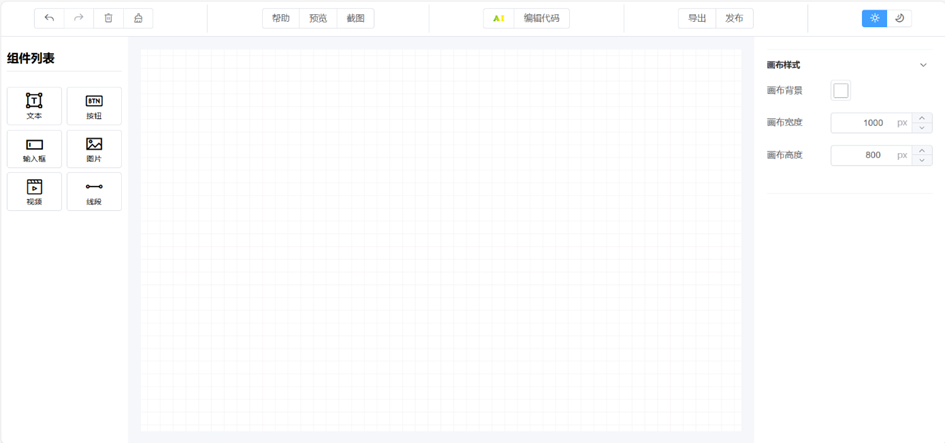 帮助 预览 截图 AI 编辑代码 导出 发布
组件列表
T BTN
文本 按钮
输入框 图片
视频 线段
画布样式
画布背景
画布宽度 1000 px
画布高度 800 px